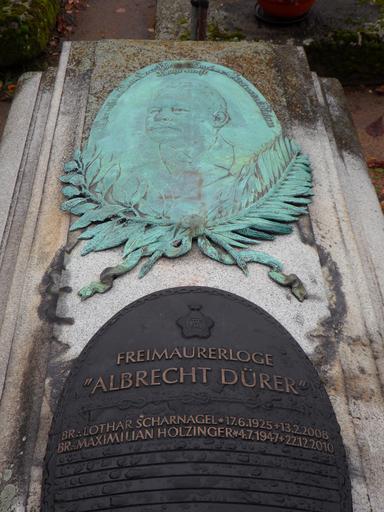 FREIMAURERLOGE
"ALBRECHT DÜRER"
BR∴LOTHAR SCHARNAGEL*17.6.1925+13.2.2008
BR∴MAXIMILIAN HOLZINGER*4.7.1947+22.12.2010